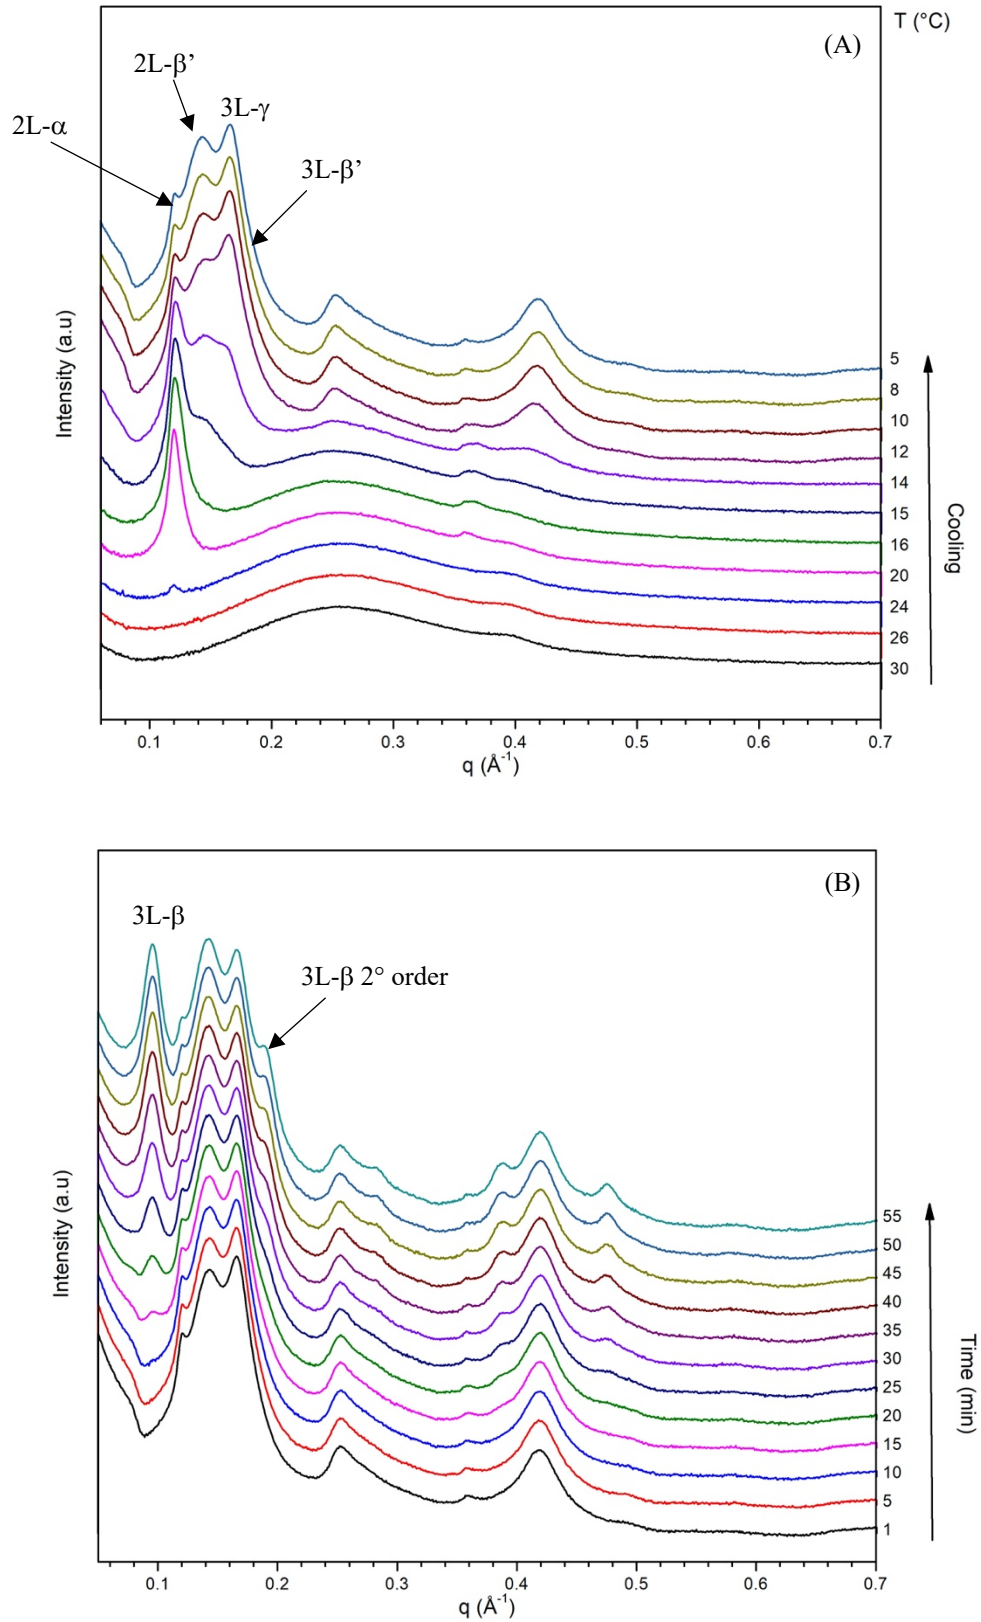 T (°C)
(A)
2L-β’
3L-γ
2L-α
3L-β’
Intensity (a.u)
5
8
10
12
14
15
16
20
24
26
30
Cooling
0.1 0.2 0.3 0.4 0.5 0.6 0.7
q (Å-1)
(B)
3L-β
3L-β 2° order
Intensity (a.u)
55
50
45
40
35
30
25
20
15
10
5
1
Time (min)
0.1 0.2 0.3 0.4 0.5 0.6 0.7
q (Å-1)